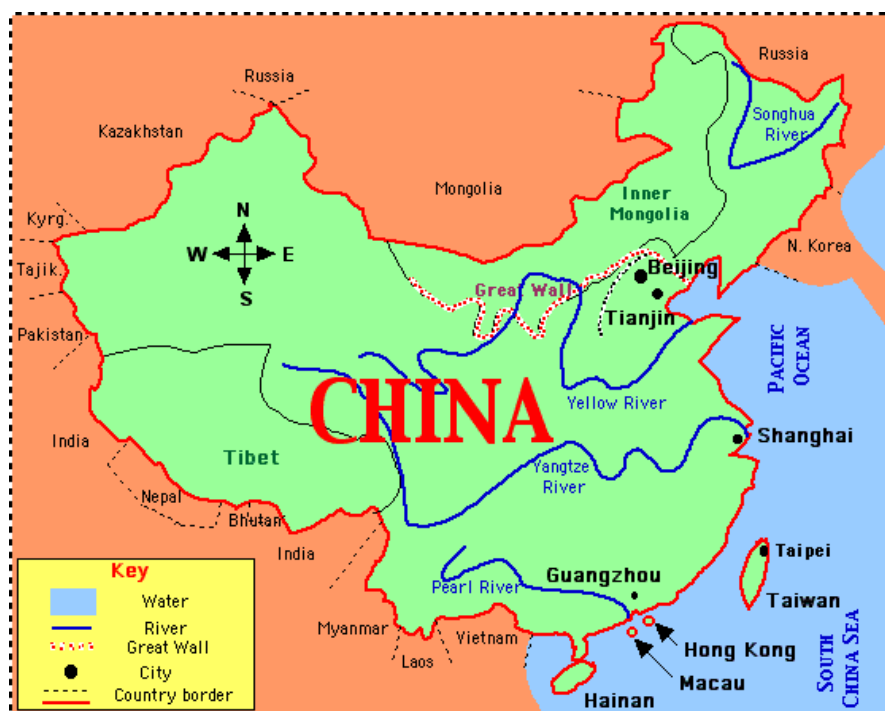 Russia
Russia
Songhua
River
Kazakhstan
Mongolia
Inner
Mongolia
N
Kyrg.
W
E
N. Korea
Tajik.
Beijing
S
Great Wall
Tianjin
Pakistan
PACIFIC
OCEAN
CHINA
Yellow River
India
Shanghai
Tibet
Yangtze
River
Nepal
Bhutan
India
Taipei
Key
Guangzhou
Pearl River
Water
Taiwan
River
Myanmar
Vietnam
Great Wall
Hong Kong
Laos
City
Macau
SOUTH
CHINA SEA
Country border
Hainan